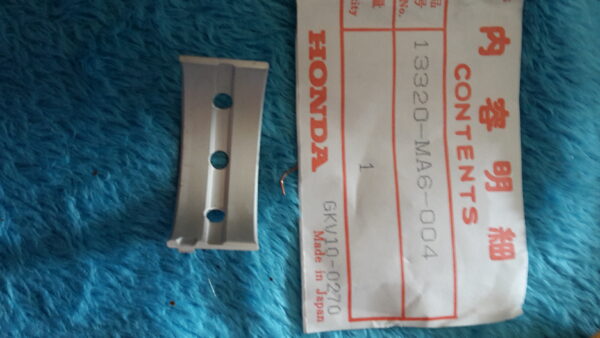 内容明細
CONTENTS
13320-MA6-004
1
HONDA
GKV10-0270
Made in Japan